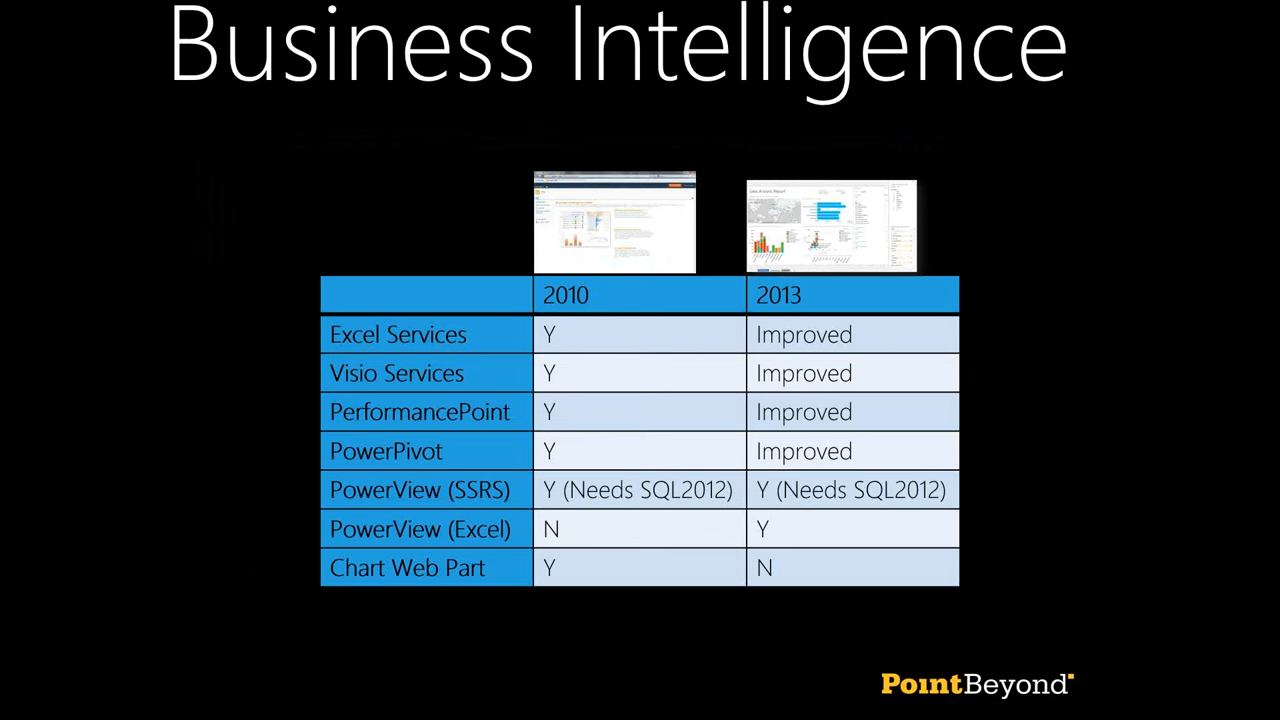 Business Intelligence
2010 2013
Excel Services Y Improved
Visio Services Y Improved
PerformancePoint Y Improved
PowerPivot Y Improved
PowerView (SSRS) Y (Needs SQL2012) Y (Needs SQL2012)
PowerView (Excel) N Y
Chart Web Part Y N
PointBeyond